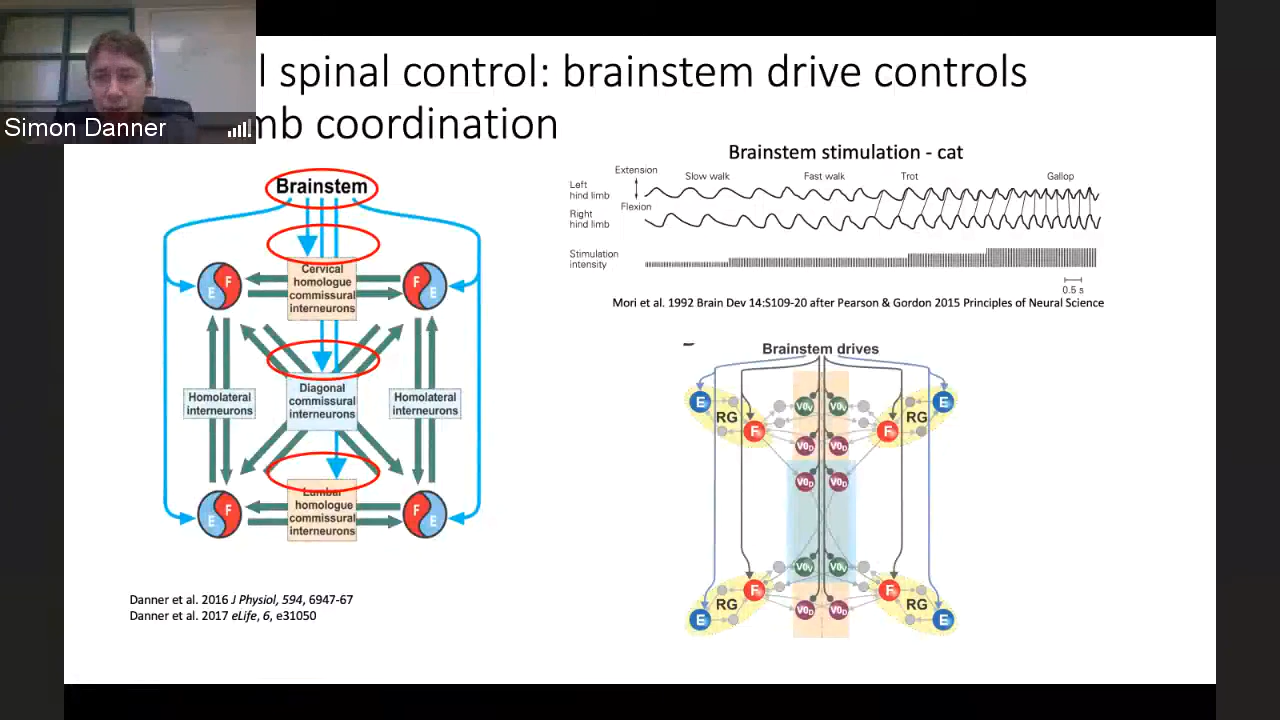 l spinal control: brainstem drive controls
mb coordination
Simon Danner
Brainstem
Cervical
homologue
commissural
interneurons
F
E
F
E
Homolateral
interneurons
Diagonal
commissural
interneurons
Homolateral
interneurons
Lumbar
homologue
commissural
interneurons
F
E
F
E
Danner et al. 2016 J Physiol, 594, 6947-67
Danner et al. 2017 eLife, 6, e31050
Brainstem stimulation - cat
Extension
Slow walk
Fast walk
Trot
Gallop
Left
hind limb
Flexion
Right
hind limb
Stimulation
intensity
0.5 s
Mori et al. 1992 Brain Dev 14:S109-20 after Pearson & Gordon 2015 Principles of Neural Science
Brainstem drives
E
RG
F
V0V
V0V
F
RG
E
V0D
V0D
V0D
V0D
V0V
V0V
E
RG
F
V0D
V0D
F
RG
E